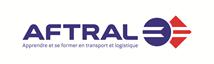 AFTRAL
Apprendre et se former en transport et logistique